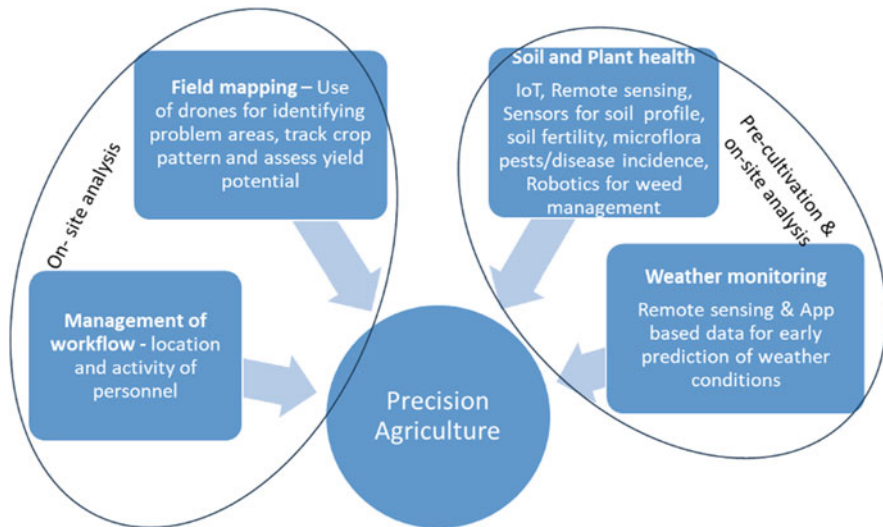 Field mapping – Use
of drones for identifying
problem areas, track crop
pattern and assess yield
potential
On- site analysis
Management of
workflow - location
and activity of
personnel
Soil and Plant health
IoT, Remote sensing,
Sensors for soil profile,
soil fertility, microflora
pests/disease incidence,
Robotics for weed
management
Pre-cultivation &
on-site analysis
Weather monitoring
Remote sensing & App
based data for early
prediction of weather
conditions
Precision
Agriculture